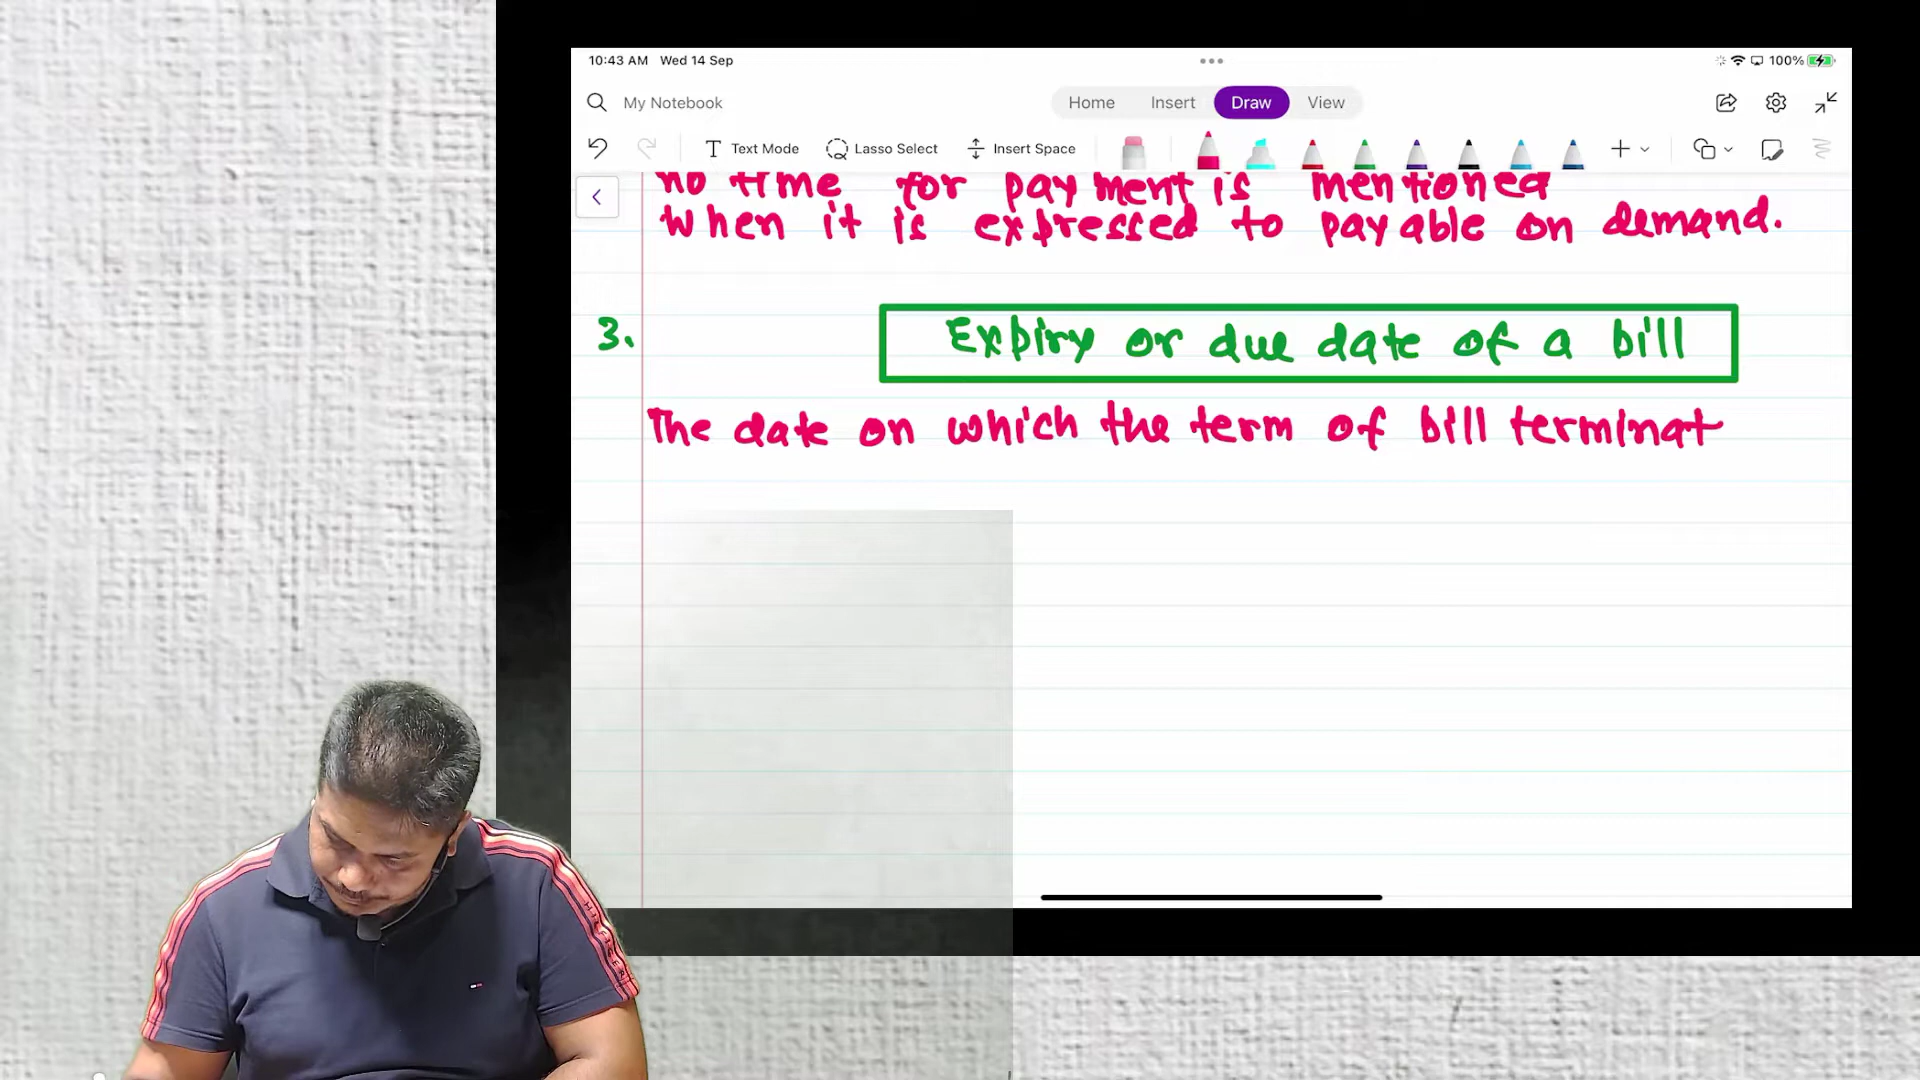 10:43 AM Wed 14 Sep
100%
My Notebook
Home Insert Draw View
Text Mode Lasso Select Insert Space
no time for payment is mentioned
when it is expressed to payable on demand.
3. Expiry or due date of a bill
The date on which the term of bill terminat